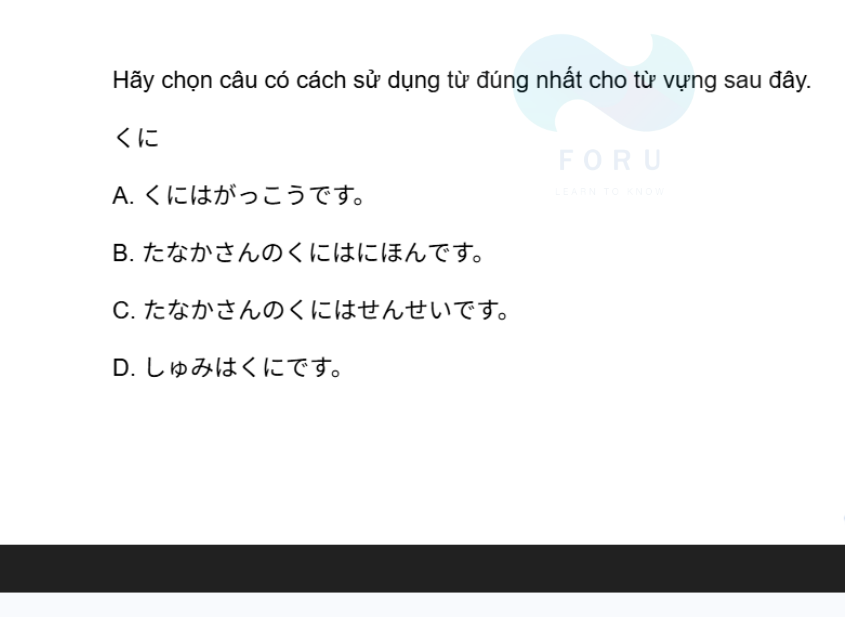 Hãy chọn câu có cách sử dụng từ đúng nhất cho từ vựng sau đây.
くに
FORU
LEARN TO KNOW
A. くにはがっこうです。
B. たなかさんのくにはにほんです。
C. たなかさんのくにはせんせいです。
D. しゅみはくにです。